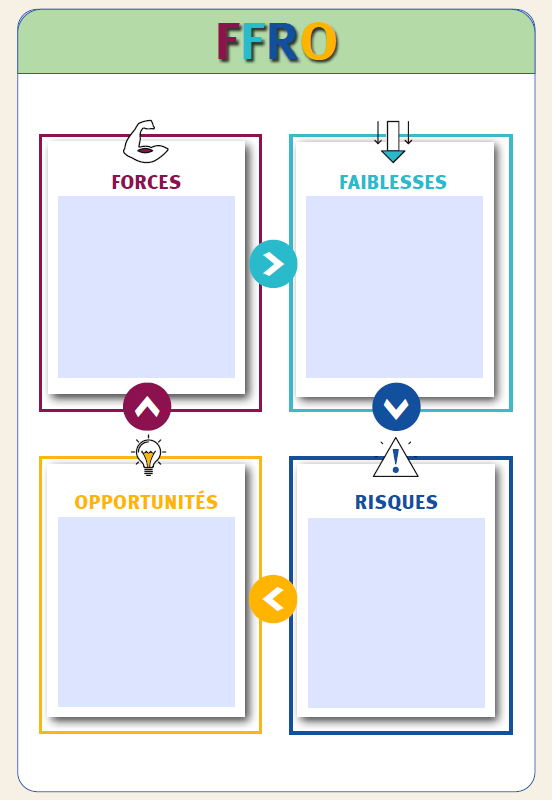 FFRO
FORCES
FAIBLESSES
OPPORTUNITÉS
RISQUES
!